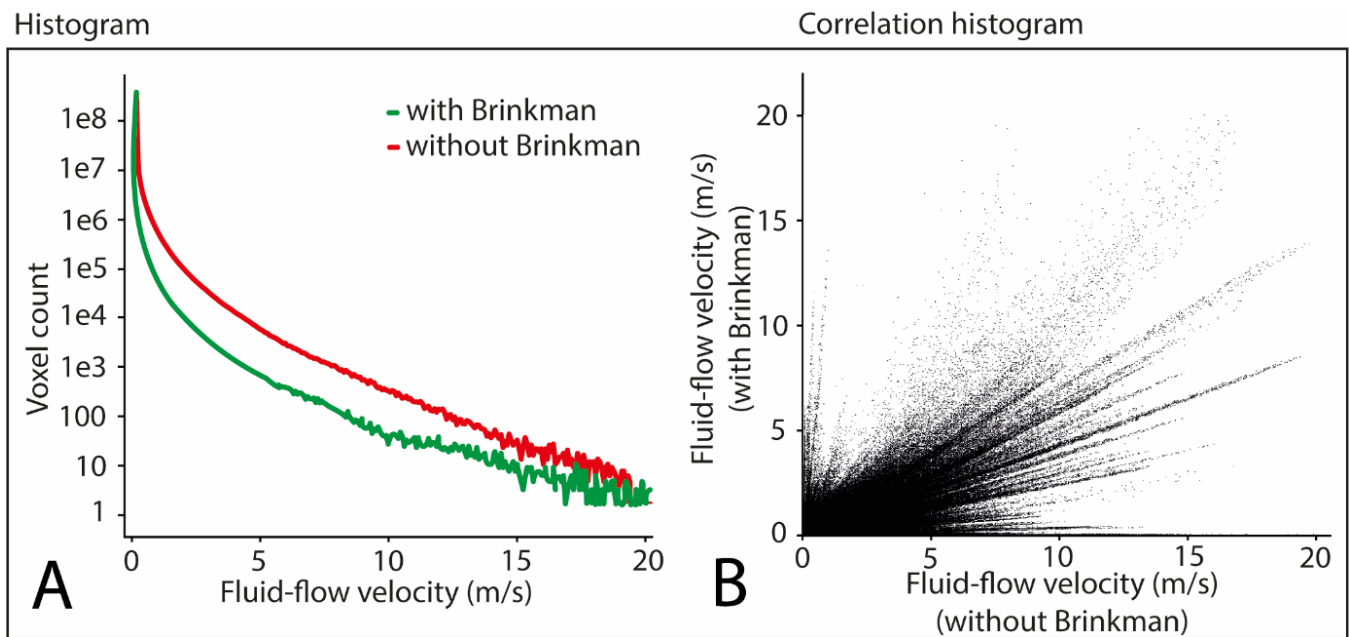 Histogram
Correlation histogram
with Brinkman
without Brinkman
Voxel count
1e8
1e7
1e6
1e5
1e4
1e3
100
10
1
0
5
10
15
20
Fluid-flow velocity (m/s)
A
Fluid-flow velocity (m/s)
(with Brinkman)
20
15
10
5
0
0
5
10
15
20
Fluid-flow velocity (m/s)
(without Brinkman)
B